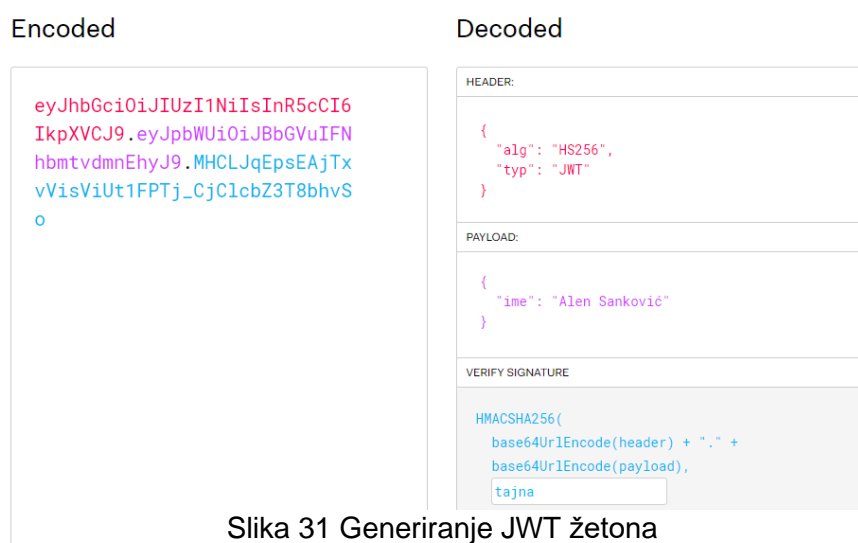 Encoded
Decoded
eyJhbGciOiJIUzI1NiIsInR5cCI6
IkpXVCJ9.eyJpbWUiOiJBbGVuIFN
hbmtvdmnEhyJ9.MHCLJqEpsEAjTx
vVisViUt1FPTj_CjClcbZ3T8bhvS
o
HEADER:
{
"alg": "HS256",
"typ": "JWT"
}
PAYLOAD:
{
"ime": "Alen Sanković"
}
VERIFY SIGNATURE
HMACSHA256(
base64UrlEncode(header) + "." +
base64UrlEncode(payload),
tajna
Slika 31 Generiranje JWT žetona